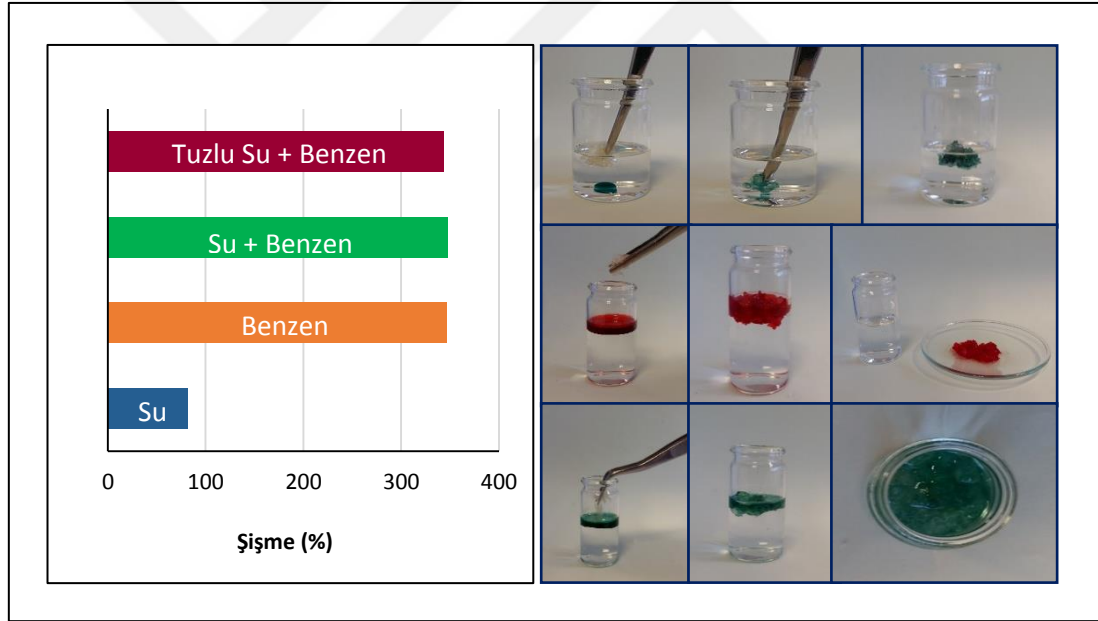 Tuzlu Su + Benzen
Su + Benzen
Benzen
Su
0 100 200 300 400
Şişme (%)